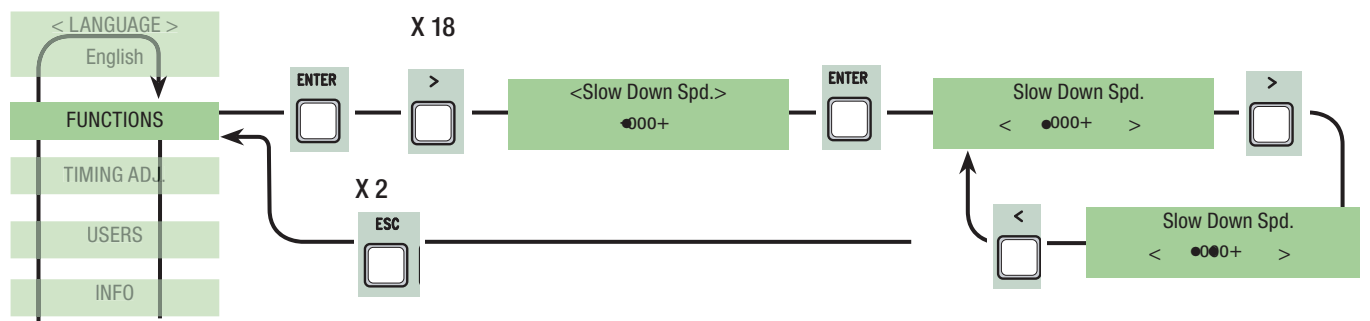 < LANGUAGE >
English
FUNCTIONS
TIMING ADJ.
USERS
INFO
ENTER
X 18
>
<Slow Down Spd.>
●000+
ENTER
Slow Down Spd.
< ●000+ >
>
X 2
ESC
<
Slow Down Spd.
< ●0●0+ >